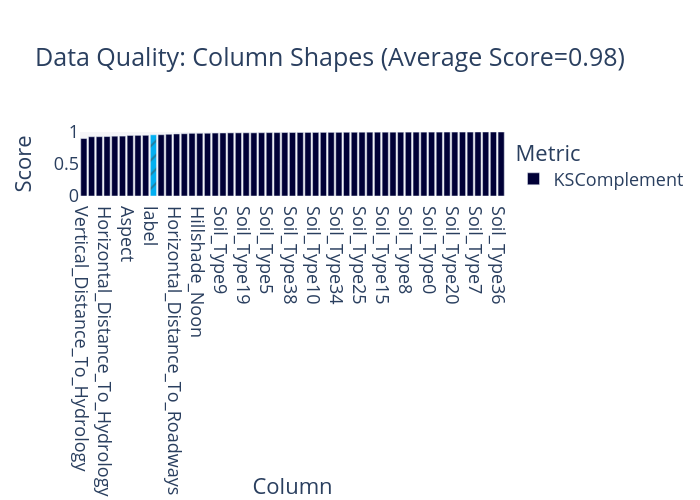 Data Quality: Column Shapes (Average Score=0.98)
Score
1
0.5
0
Vertical_Distance_To_Hydrology
Horizontal_Distance_To_Hydrology
Aspect
label
Horizontal_Distance_To_Roadways
Hillshade_Noon
Soil_Type9
Soil_Type19
Soil_Type5
Soil_Type38
Soil_Type10
Soil_Type34
Soil_Type25
Soil_Type15
Soil_Type8
Soil_Type0
Soil_Type20
Soil_Type7
Soil_Type36
Column
Metric
KSComplement